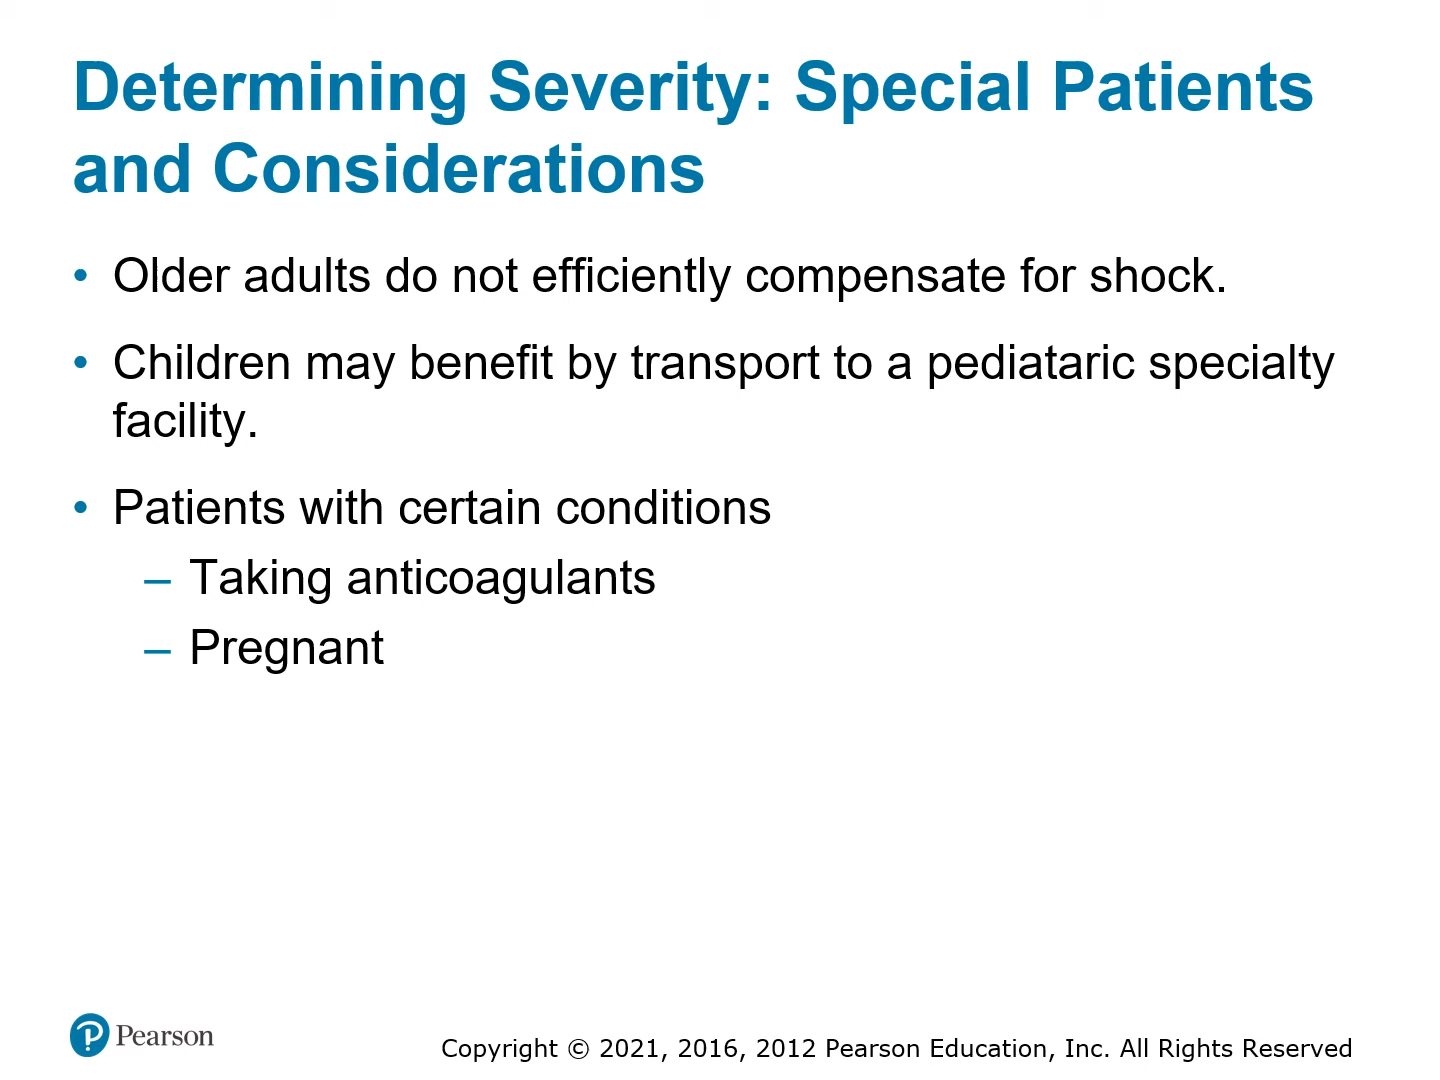 Determining Severity: Special Patients
and Considerations
• Older adults do not efficiently compensate for shock.
• Children may benefit by transport to a pediataric specialty
facility.
• Patients with certain conditions
– Taking anticoagulants
– Pregnant
Pearson
Copyright © 2021, 2016, 2012 Pearson Education, Inc. All Rights Reserved